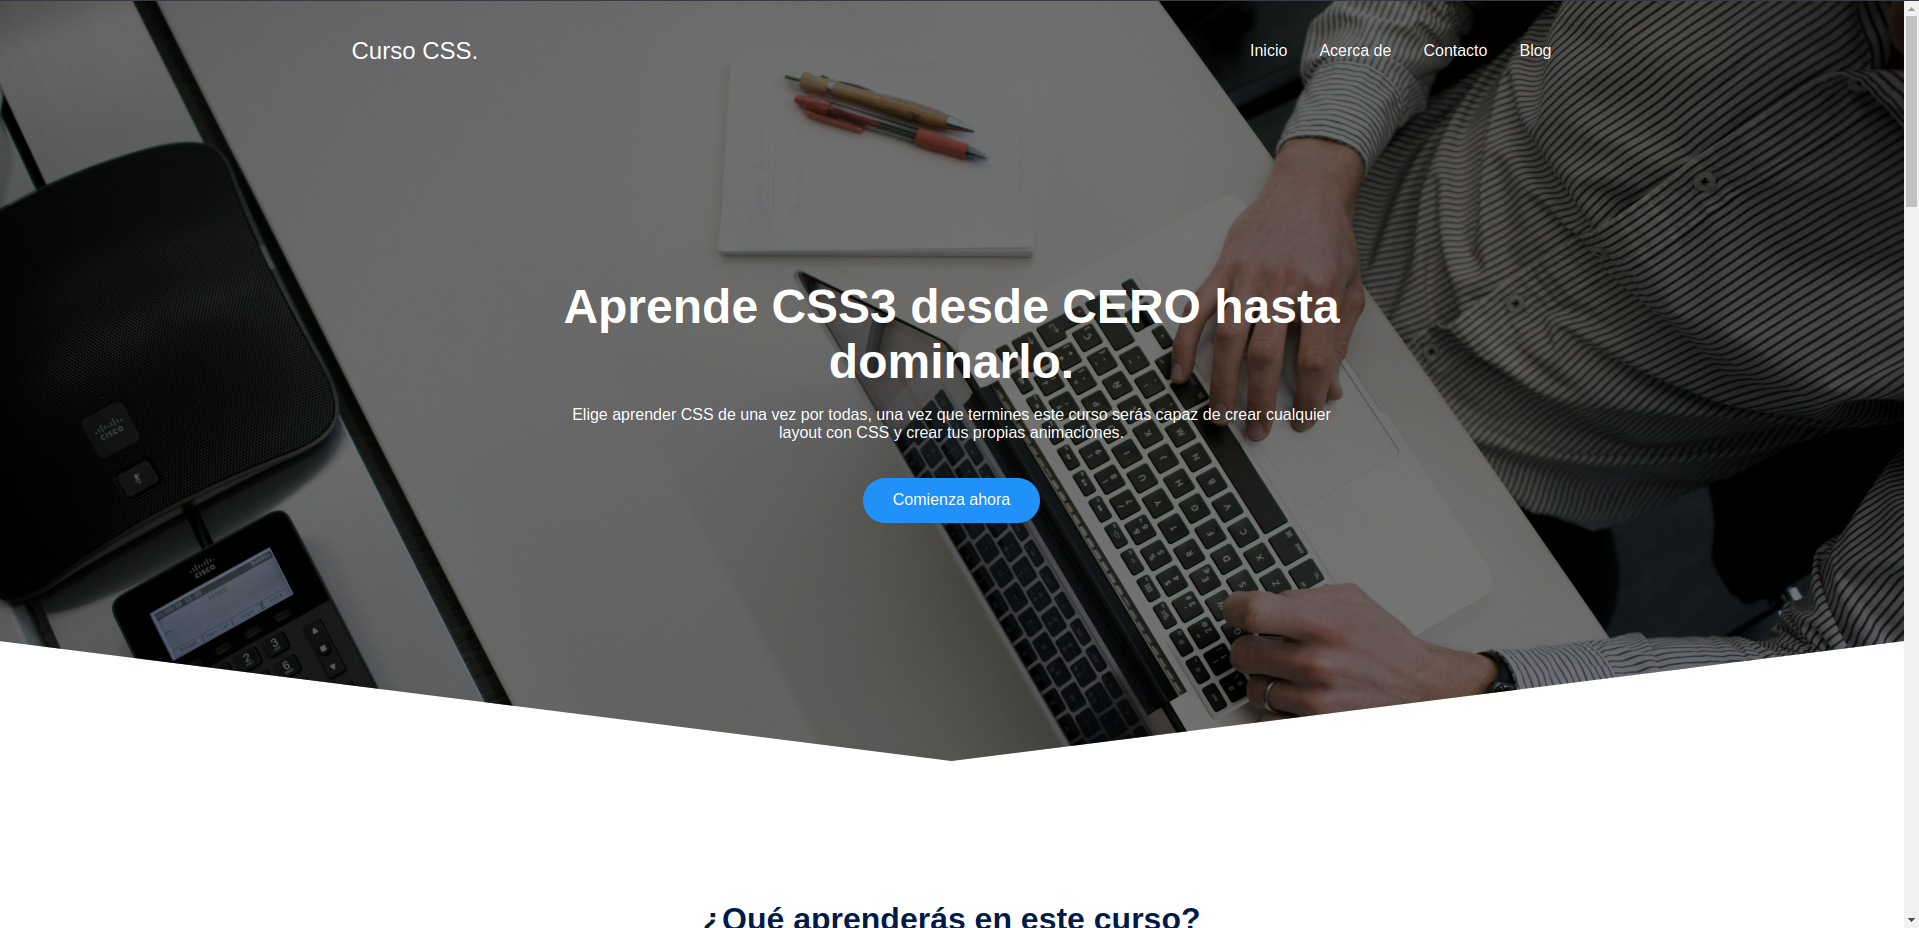 Curso CSS.
Inicio Acerca de Contacto Blog
Aprende CSS3 desde CERO hasta
dominarlo.
Elige aprender CSS de una vez por todas, una vez que termines este curso serás capaz de crear cualquier
layout con CSS y crear tus propias animaciones.
Comienza ahora
CISCO
CISCO
¿Qué aprenderás en este curso?